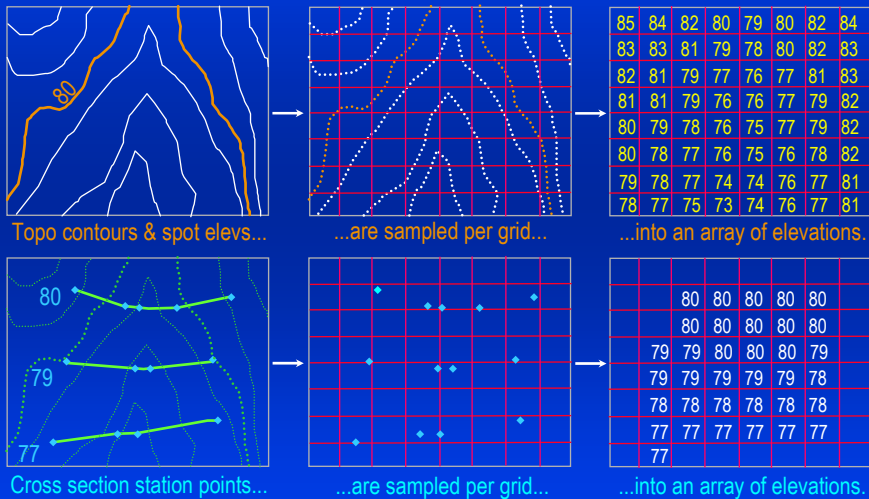 80
85 84 82 80 79 80 82 84
83 83 81 79 78 80 82 83
82 81 79 77 76 77 81 83
81 81 79 76 76 77 79 82
80 79 78 76 75 77 79 82
80 78 77 76 75 76 78 82
79 78 77 74 74 76 77 81
78 77 75 73 74 76 77 81
Topo contours & spot elevs...
...are sampled per grid...
...into an array of elevations.
80
79
77
80 80 80 80 80
80 80 80 80 80
79 79 80 80 80 79
79 79 79 79 79 78
78 78 78 78 78 78
77 77 77 77 77 77
77
Cross section station points...
...are sampled per grid...
...into an array of elevations.